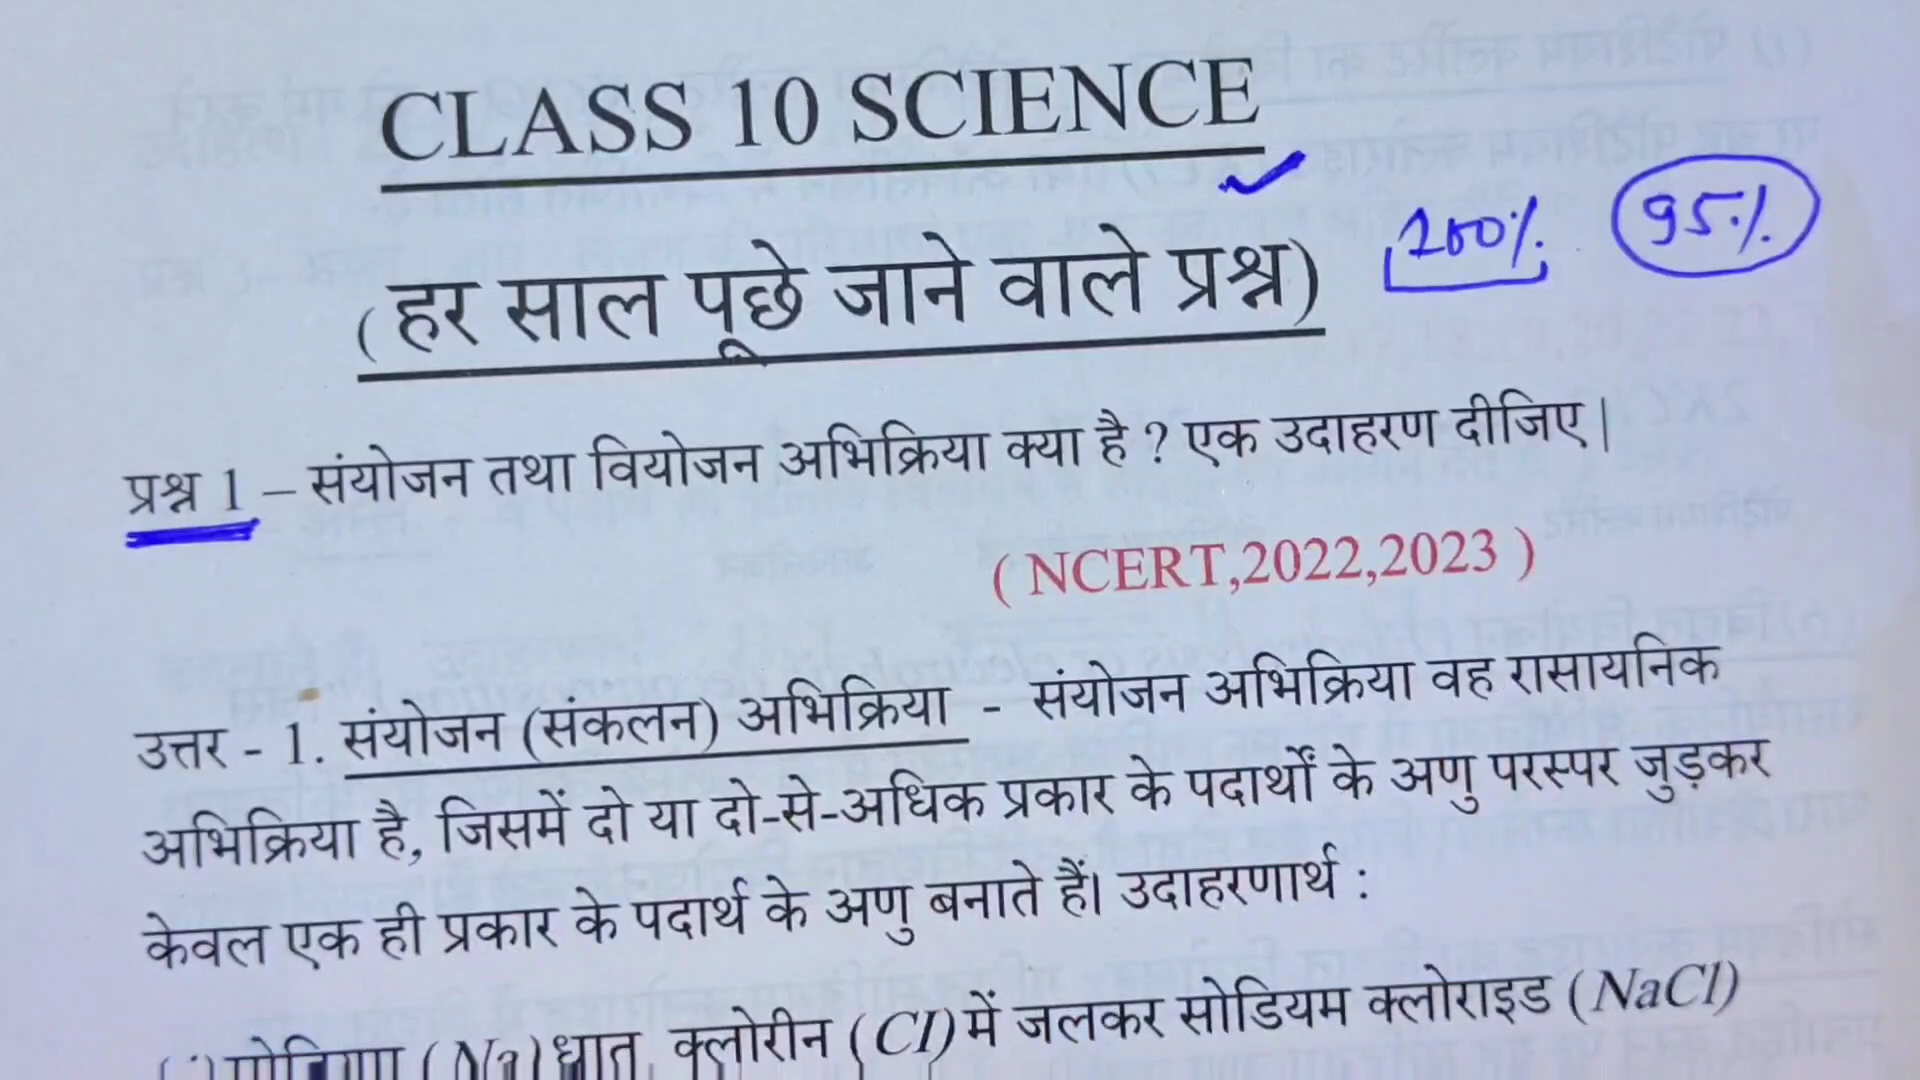 CLASS 10 SCIENCE
100%. 95%.
(हर साल पूछे जाने वाले प्रश्न)
प्रश्न 1 – संयोजन तथा वियोजन अभिक्रिया क्या है ? एक उदाहरण दीजिए |
( NCERT,2022,2023 )
उत्तर - 1. संयोजन (संकलन) अभिक्रिया - संयोजन अभिक्रिया वह रासायनिक
अभिक्रिया है, जिसमें दो या दो-से-अधिक प्रकार के पदार्थों के अणु परस्पर जुड़कर
केवल एक ही प्रकार के पदार्थ के अणु बनाते हैं। उदाहरणार्थ :
(Na) धातु, क्लोरीन (Cl) में जलकर सोडियम क्लोराइड (NaCl)